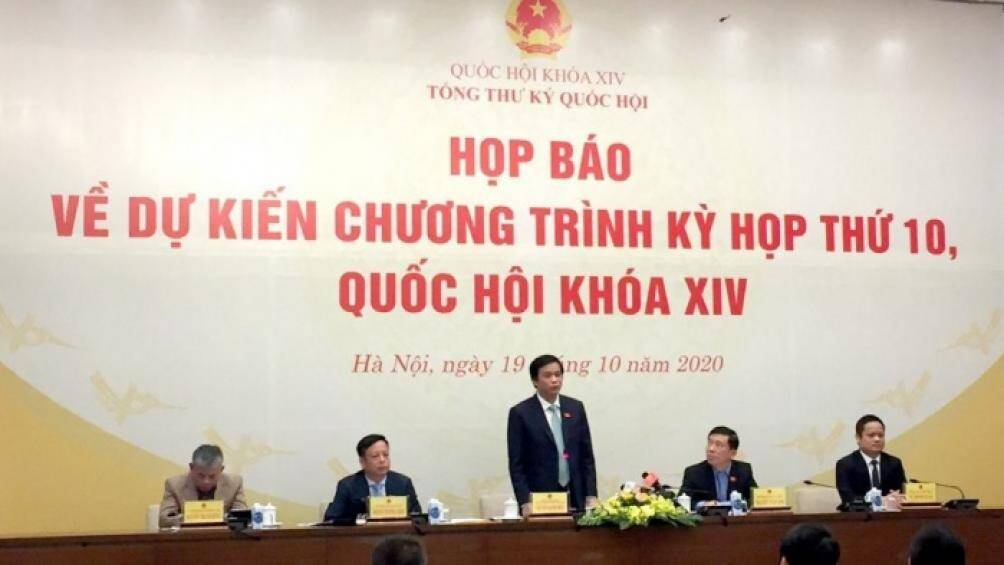 QUỐC HỘI KHÓA XIV
TỔNG THƯ KÝ QUỐC HỘI
HỌP BÁO
VỀ DỰ KIẾN CHƯƠNG TRÌNH KỲ HỌP THỨ 10,
QUỐC HỘI KHÓA XIV
Hà Nội, ngày 19 áng 10 năm 2020